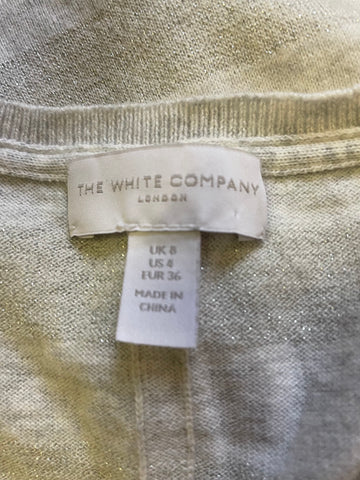 THE WHITE COMPANY
LONDON
UK 8
US 4
EUR 36
MADE IN
CHINA